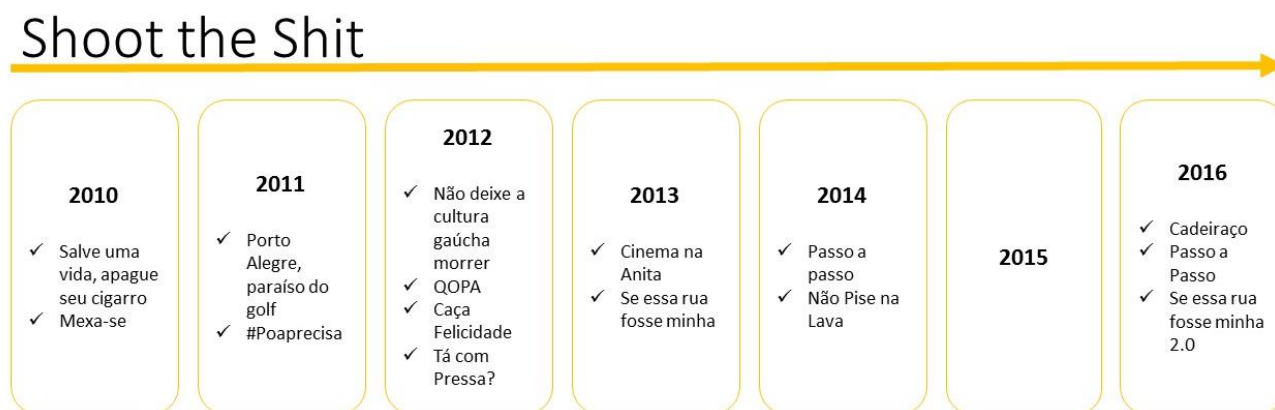 Shoot the Shit
2010
✓ Salve uma
vida, apague
seu cigarro
✓ Mexa-se
2011
✓ Porto
Alegre,
paraíso do
golf
✓ #Poaprecisa
2012
✓ Não deixe a
cultura
gaúcha
morrer
✓ QOPA
✓ Caça
Felicidade
✓ Tá com
Pressa?
2013
✓ Cinema na
Anita
✓ Se essa rua
fosse minha
2014
✓ Passo a
passo
✓ Não Pise na
Lava
2015
2016
✓ Cadeiraço
✓ Passo a
Passo
✓ Se essa rua
fosse minha
2.0